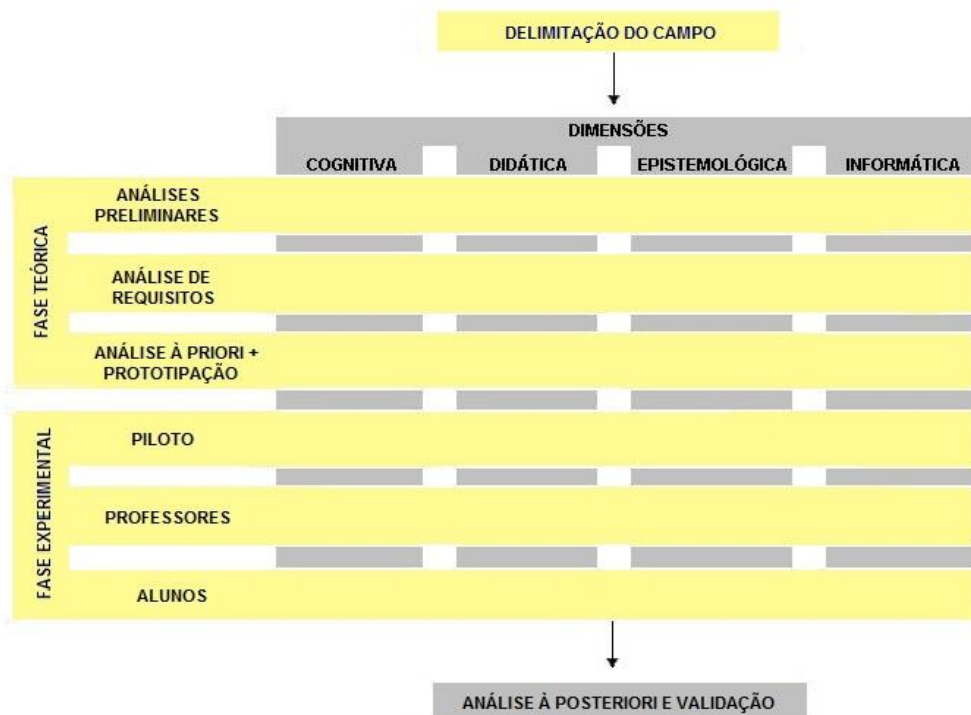 DELIMITAÇÃO DO CAMPO
DIMENSÕES
COGNITIVA
DIDÁTICA
EPISTEMOLÓGICA
INFORMÁTICA
FASE TEÓRICA
ANÁLISES
PRELIMINARES
ANÁLISE DE
REQUISITOS
ANÁLISE À PRIORI +
PROTOTIPAÇÃO
FASE EXPERIMENTAL
PILOTO
PROFESSORES
ALUNOS
ANÁLISE À POSTERIORI E VALIDAÇÃO